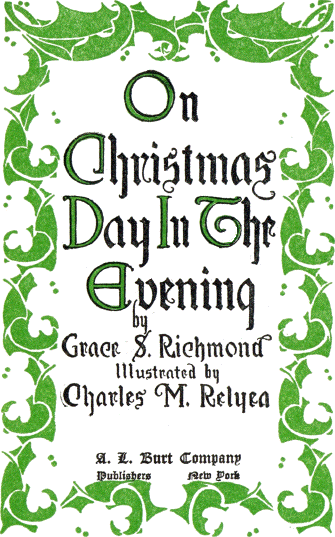 On
Christmas
Day In The
Evening
by
Grace S. Richmond
Illustrated by
Charles M. Relyea
A. L. Burt Company
Publishers New York